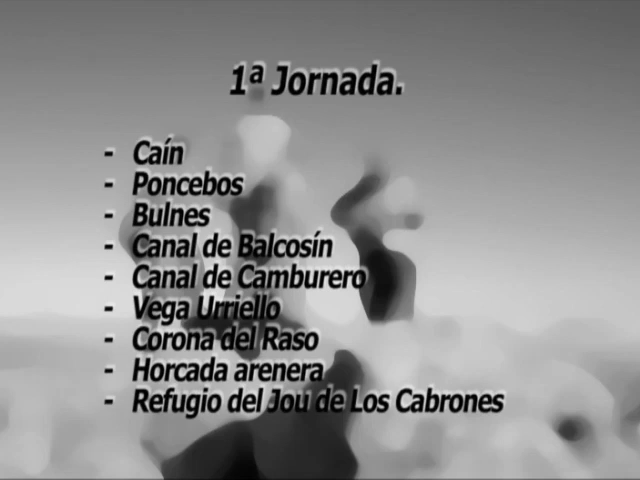 1ª Jornada.
- Caín
- Poncebos
- Bulnes
- Canal de Balcosín
- Canal de Camburero
- Vega Urriello
- Corona del Raso
- Horcada arenera
- Refugio del Jou de Los Cabrones